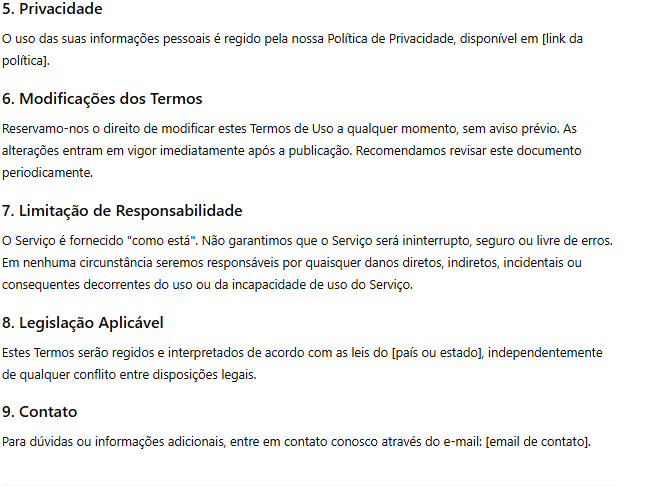 5. Privacidade
O uso das suas informações pessoais é regido pela nossa Política de Privacidade, disponível em [link da
política].
6. Modificações dos Termos
Reservamo-nos o direito de modificar estes Termos de Uso a qualquer momento, sem aviso prévio. As
alterações entram em vigor imediatamente após a publicação. Recomendamos revisar este documento
periodicamente.
7. Limitação de Responsabilidade
O Serviço é fornecido "como está". Não garantimos que o Serviço será ininterrupto, seguro ou livre de erros.
Em nenhuma circunstância seremos responsáveis por quaisquer danos diretos, indiretos, incidentais ou
consequentes decorrentes do uso ou da incapacidade de uso do Serviço.
8. Legislação Aplicável
Estes Termos serão regidos e interpretados de acordo com as leis do [país ou estado], independentemente
de qualquer conflito entre disposições legais.
9. Contato
Para dúvidas ou informações adicionais, entre em contato conosco através do e-mail: [email de contato].